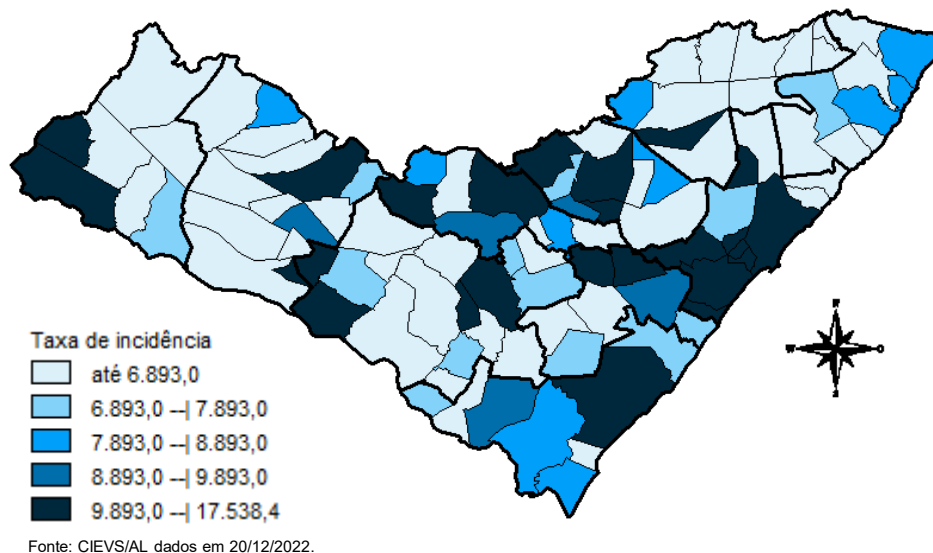 N
W
O
S
Taxa de incidência
até 6.893,0
6.893,0 --| 7.893,0
7.893,0 --| 8.893,0
8.893,0 --| 9.893,0
9.893,0 --| 17.538,4
Fonte: CIEVS/AL dados em 20/12/2022.